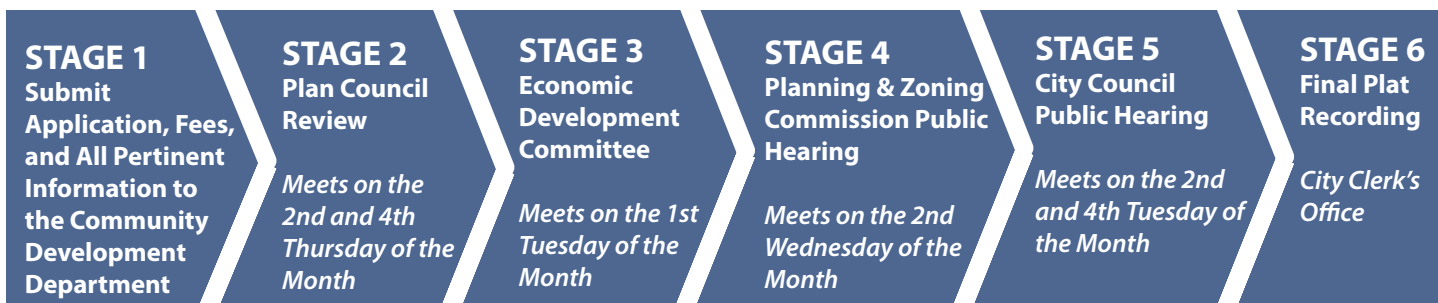 STAGE 1
Submit
Application, Fees,
and All Pertinent
Information to
the Community
Development
Department
STAGE 2
Plan Council
Review
Meets on the
2nd and 4th
Thursday of the
Month
STAGE 3
Economic
Development
Committee
Meets on the 1st
Tuesday of the
Month
STAGE 4
Planning & Zoning
Commission Public
Hearing
Meets on the 2nd
Wednesday of the
Month
STAGE 5
City Council
Public Hearing
Meets on the 2nd
and 4th Tuesday of
the Month
STAGE 6
Final Plat
Recording
City Clerk's
Office